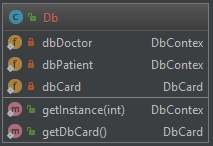 C Db
f dbDoctor DbContex
f dbPatient DbContex
f dbCard DbCard
m getInstance(int) DbContex
m getDbCard() DbCard